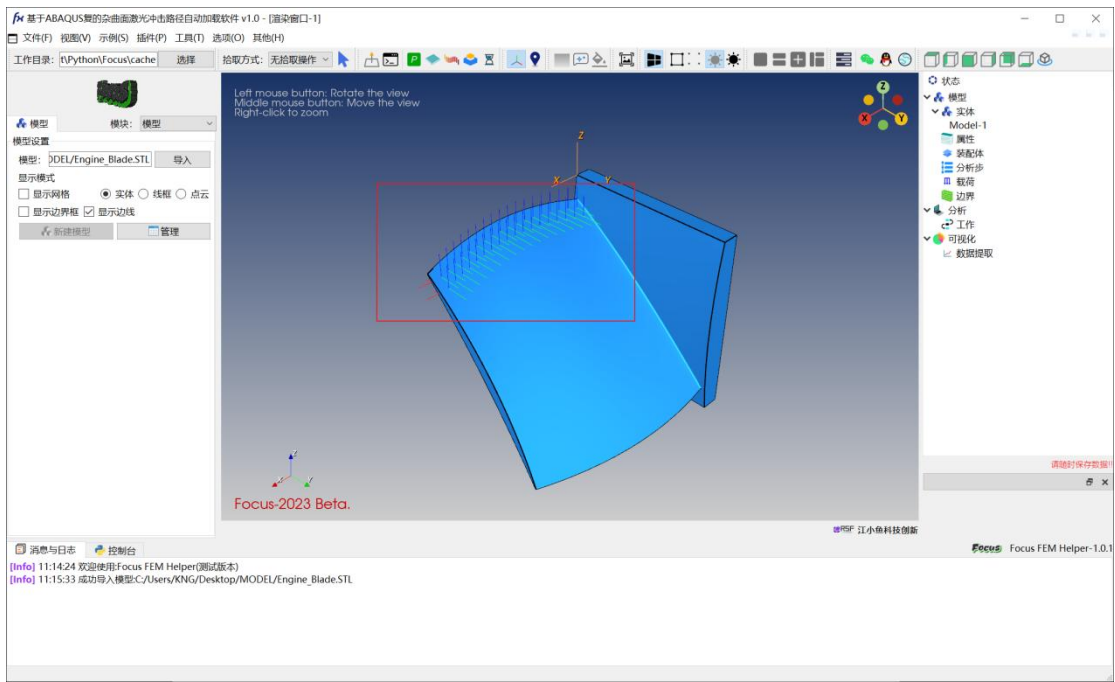 基于ABAQUS复的杂曲面激光冲击路径自动加载软件 v1.0 - [渲染窗口-1]
文件(F) 视图(V) 示例(S) 插件(P) 工具(T) 选项(O) 其他(H)
工作目录: t\Python\Focus\cache 选择 拾取方式: 无拾取操作
模型 模块: 模型
模型设置
模型: ODEL/Engine_Blade.STL 导入
显示模式
显示网格 实体 线框 点云
显示边界框 显示边线
新建模型 管理
Left mouse button: Rotate the view
Middle mouse button: Move the view
Right-click to zoom
Z
X Y
Z
X Y
Focus-2023 Beta.
RSF 江小鱼科技创新
状态
模型
实体
Model-1
属性
装配体
分析步
载荷
边界
分析
工作
可视化
数据提取
请随时保存数据!!
消息与日志 控制台
Focus Focus FEM Helper-1.0.1
[Info] 11:14:24 欢迎使用:Focus FEM Helper(测试版本)
[Info] 11:15:33 成功导入模型:C:/Users/KNG/Desktop/MODEL/Engine_Blade.STL